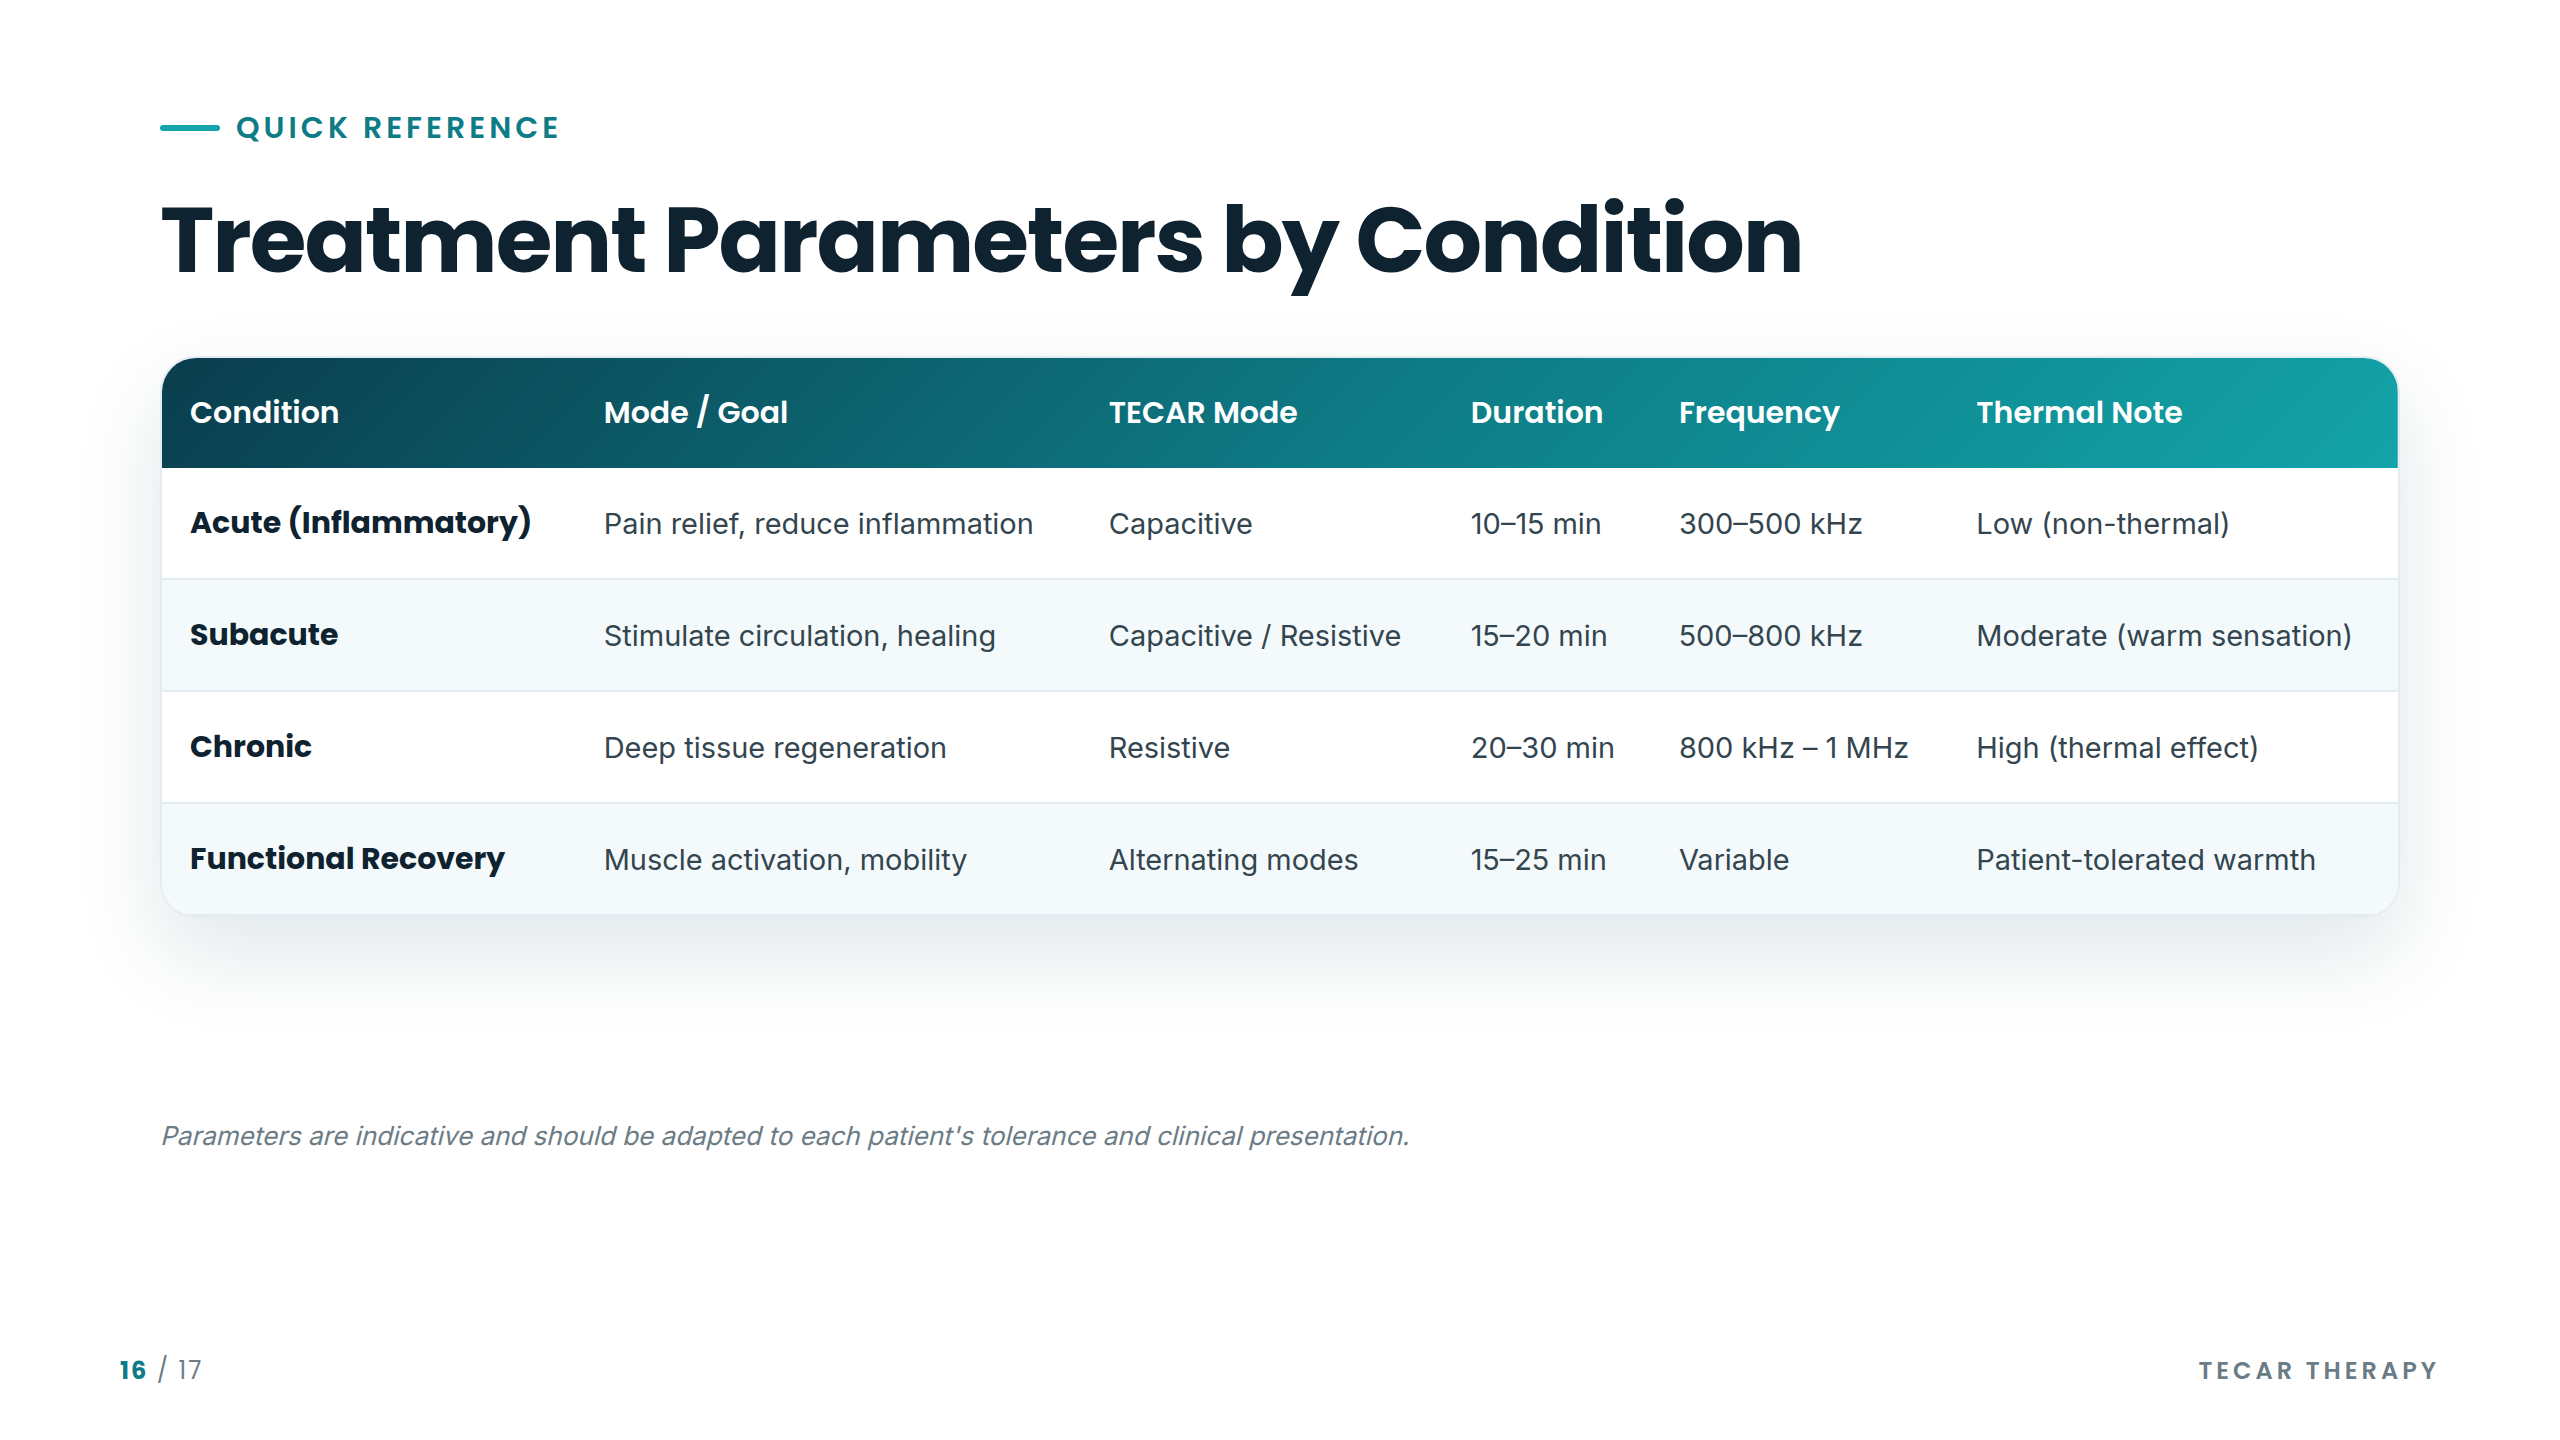 QUICK REFERENCE
Treatment Parameters by Condition
Condition Mode / Goal TECAR Mode Duration Frequency Thermal Note
Acute (Inflammatory) Pain relief, reduce inflammation Capacitive 10–15 min 300–500 kHz Low (non-thermal)
Subacute Stimulate circulation, healing Capacitive / Resistive 15–20 min 500–800 kHz Moderate (warm sensation)
Chronic Deep tissue regeneration Resistive 20–30 min 800 kHz – 1 MHz High (thermal effect)
Functional Recovery Muscle activation, mobility Alternating modes 15–25 min Variable Patient-tolerated warmth
Parameters are indicative and should be adapted to each patient's tolerance and clinical presentation.
16 / 17 TECAR THERAPY